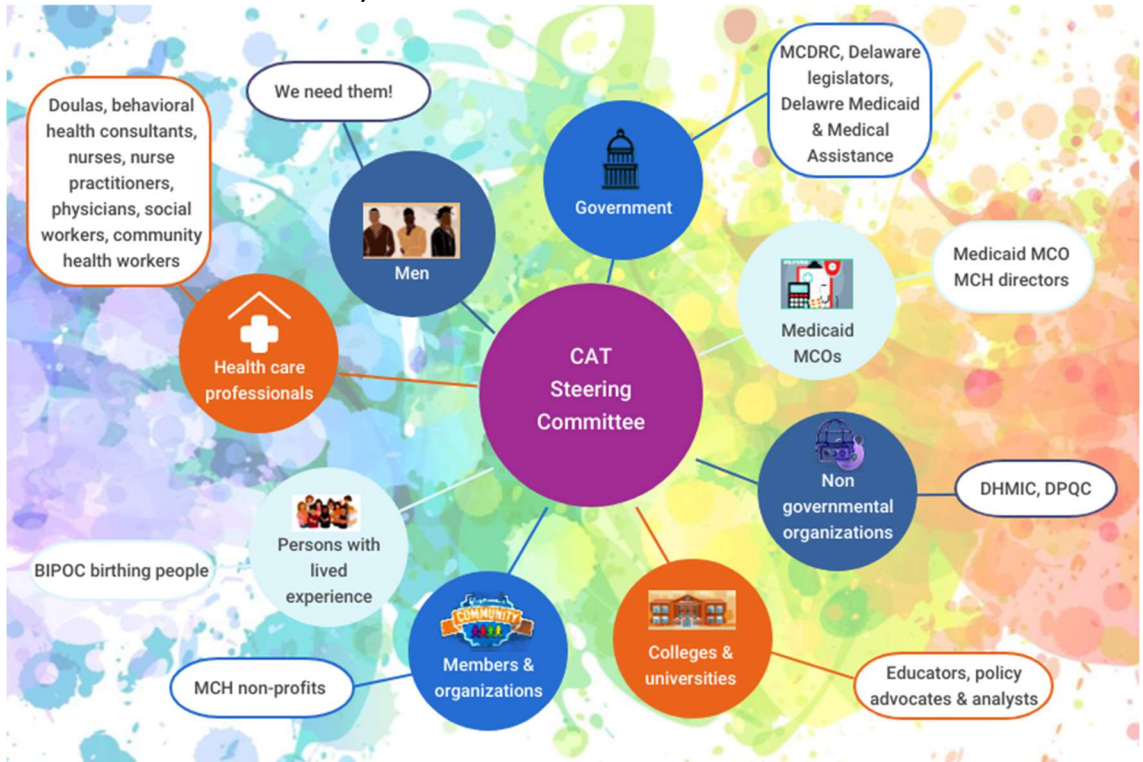 We need them!
MCDRC, Delaware
legislators,
Delawre Medicaid
& Medical
Assistance
Doulas, behavioral
health consultants,
nurses, nurse
practitioners,
physicians, social
workers, community
health workers
Men
Government
Medicaid MCO
MCH directors
Medicaid
MCOs
Health care
professionals
CAT
Steering
Committee
Non
governmental
organizations
DHMIC, DPQC
Persons with
lived
experience
BIPOC birthing people
COMMUNITY
Members &
organizations
MCH non-profits
Colleges &
universities
Educators, policy
advocates & analysts